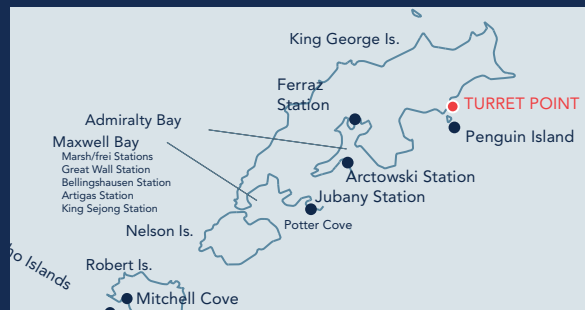 King George Is.
Ferraz
Station
TURRET POINT
Admiralty Bay
Penguin Island
Maxwell Bay
Marsh/frei Stations
Great Wall Station
Bellingshausen Station
Artigas Station
King Sejong Station
Arctowski Station
Jubany Station
Potter Cove
Nelson Is.
Islands
Robert Is.
Mitchell Cove